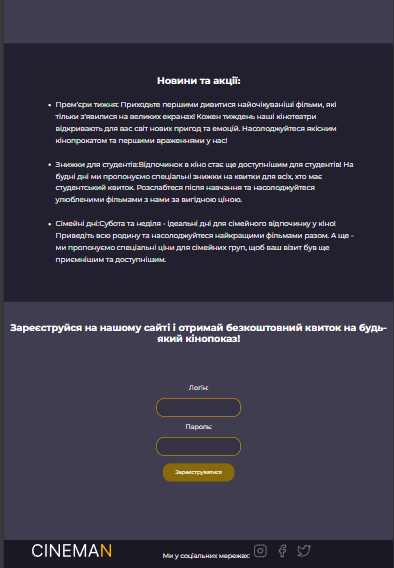 Новини та акції:
Прем'єри тижня: Приходьте першими дивитися найочікуваніші фільми, які
тільки з'явилися на великих екранах! Кожен тиждень наші кінотеатри
відкривають для вас світ нових пригод та емоцій. Насолоджуйтеся якісним
кінопрокатом та першими враженнями у нас!
Знижки для студентів:Відпочинок в кіно стає ще доступнішим для студентів! На
будні дні ми пропонуємо спеціальні знижки на квитки для всіх, хто має
студентський квиток. Розслабтеся після навчання та насолоджуйтеся
улюбленими фільмами з нами за вигідною ціною.
Сімейні дні:Субота та неділя - ідеальні дні для сімейного відпочинку у кіно!
Приведіть всю родину та насолоджуйтеся найкращими фільмами разом. А ще -
ми пропонуємо спеціальні ціни для сімейних груп, щоб ваш візит був ще
приємнішим та доступнішим.
Зареєструйся на нашому сайті і отримай безкоштовний квиток на будь-
який кінопоказ!
Логін:
Пароль:
Зареєструватися
CINEMAN
Ми у соціальних мережах: